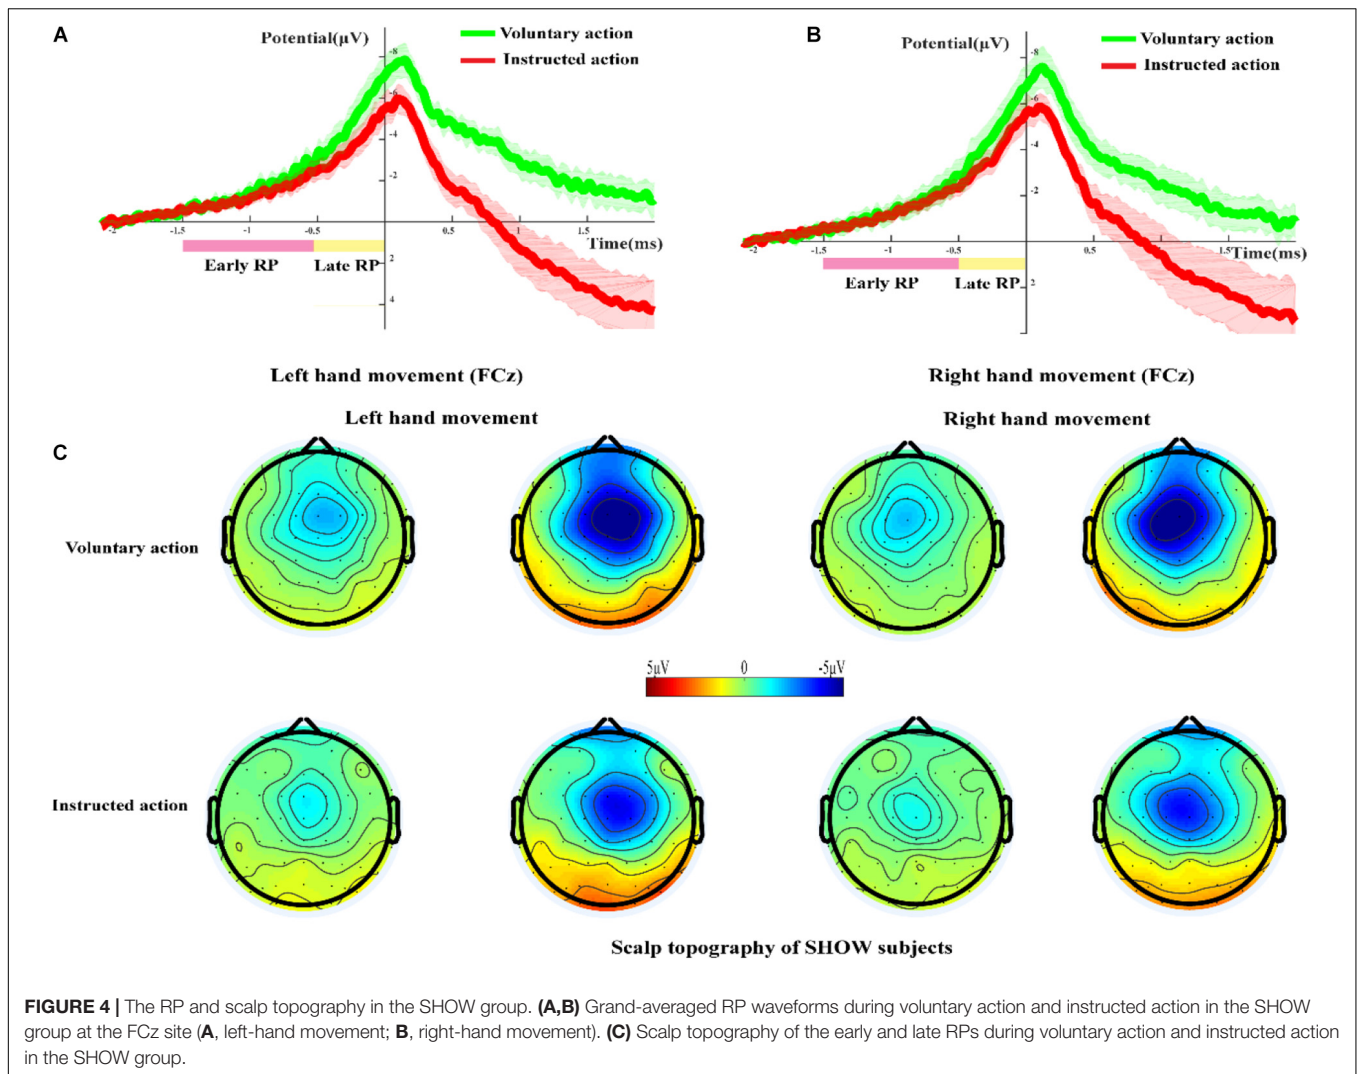 A
Potential(μV)
Voluntary action
Instructed action
-8
-6
-4
-2
-2
-1.5
-1
-0.5
0.5
1
1.5
Time(ms)
2
4
Early RP
Late RP
Left hand movement (FCz)
B
Potential(μV)
Voluntary action
Instructed action
-8
-6
-4
-2
-2
-1.5
-1
-0.5
0.5
1
1.5
Time(ms)
2
Early RP
Late RP
Right hand movement (FCz)
C
Left hand movement
Right hand movement
Voluntary action
5μV
0
-5μV
Instructed action
Scalp topography of SHOW subjects
FIGURE 4 | The RP and scalp topography in the SHOW group. (A,B) Grand-averaged RP waveforms during voluntary action and instructed action in the SHOW
group at the FCz site (A, left-hand movement; B, right-hand movement). (C) Scalp topography of the early and late RPs during voluntary action and instructed action
in the SHOW group.